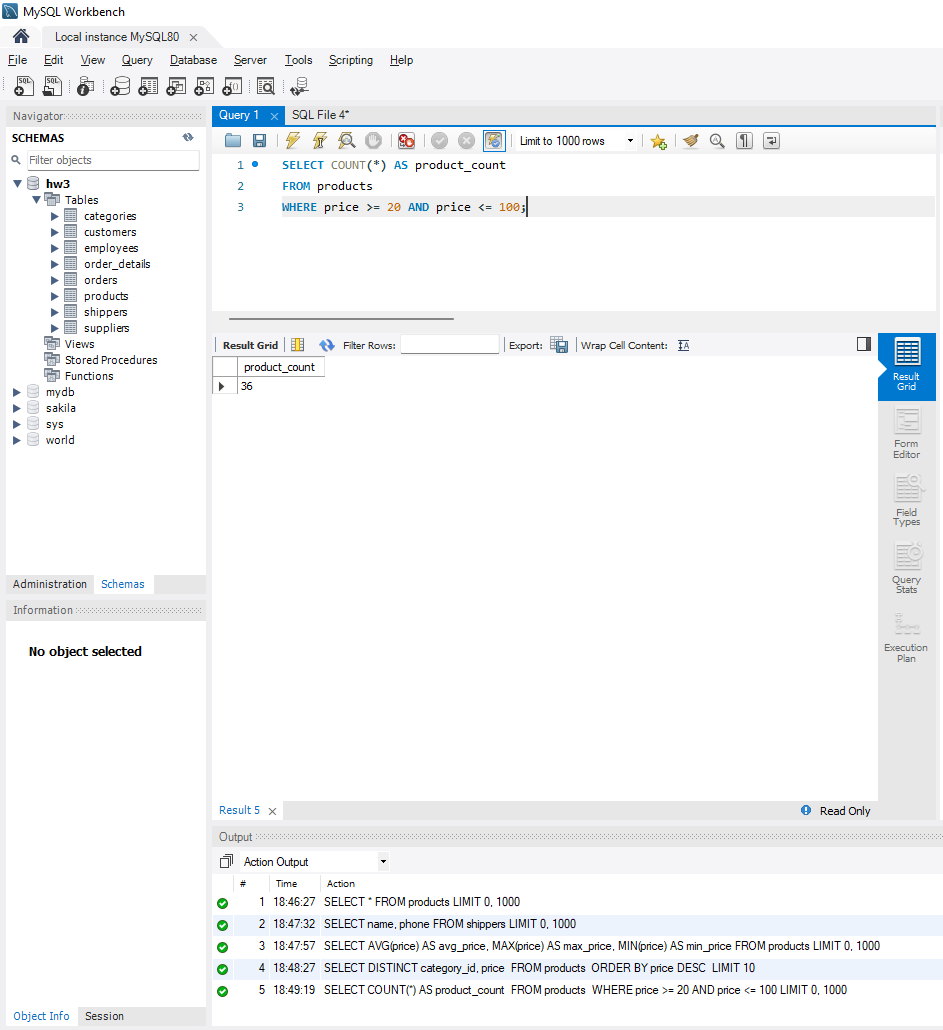 MySQL Workbench
Local instance MySQL80
File Edit View Query Database Server Tools Scripting Help
Navigator
SCHEMAS
Filter objects
hw3
Tables
categories
customers
employees
order_details
orders
products
shippers
suppliers
Views
Stored Procedures
Functions
mydb
sakila
sys
world
Administration Schemas
Information
No object selected
Object Info Session
Query 1 SQL File 4*
Limit to 1000 rows
1 SELECT COUNT(*) AS product_count
2 FROM products
3 WHERE price >= 20 AND price <= 100;
Result Grid Filter Rows: Export: Wrap Cell Content:
product_count
36
Result Grid
Form Editor
Field Types
Query Stats
Execution Plan
Result 5 Read Only
Output
Action Output
# Time Action
1 18:46:27 SELECT * FROM products LIMIT 0, 1000
2 18:47:32 SELECT name, phone FROM shippers LIMIT 0, 1000
3 18:47:57 SELECT AVG(price) AS avg_price, MAX(price) AS max_price, MIN(price) AS min_price FROM products LIMIT 0, 1000
4 18:48:27 SELECT DISTINCT category_id, price FROM products ORDER BY price DESC LIMIT 10
5 18:49:19 SELECT COUNT(*) AS product_count FROM products WHERE price >= 20 AND price <= 100 LIMIT 0, 1000